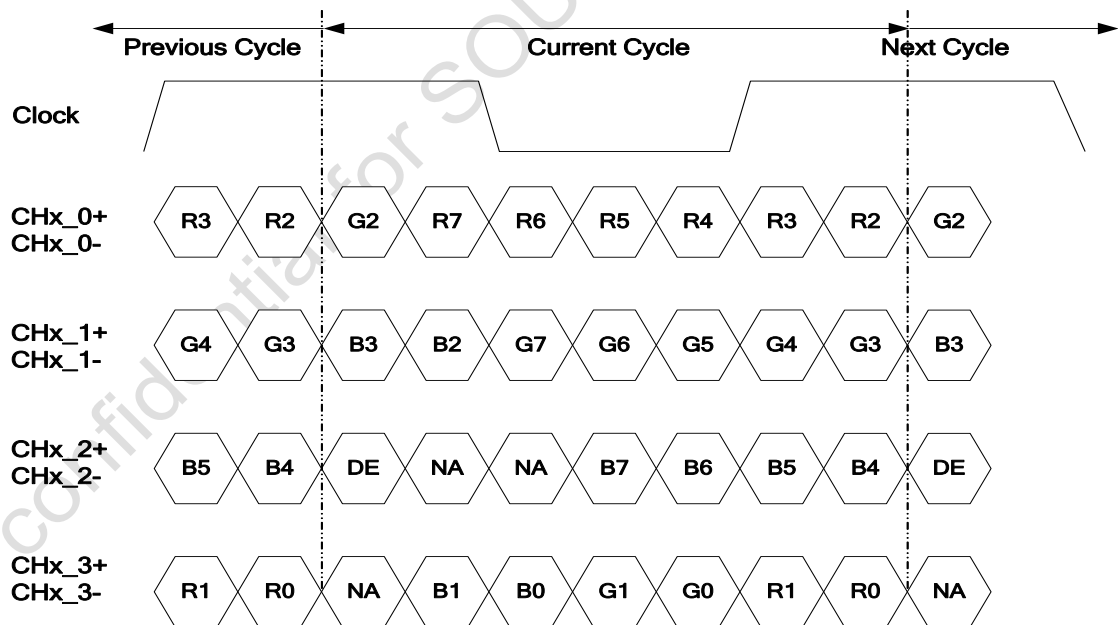 Previous Cycle Current Cycle Next Cycle
Clock
CHx_0+
CHx_0-
R3 R2 G2 R7 R6 R5 R4 R3 R2 G2
CHx_1+
CHx_1-
G4 G3 B3 B2 G7 G6 G5 G4 G3 B3
CHx_2+
CHx_2-
B5 B4 DE NA NA B7 B6 B5 B4 DE
CHx_3+
CHx_3-
R1 R0 NA B1 B0 G1 G0 R1 R0 NA
confidential for